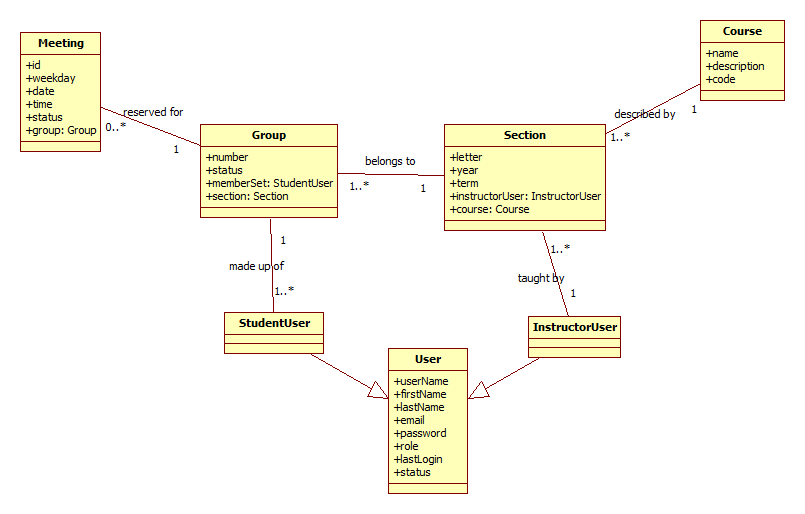 Course
+name
+description
+code
Meeting
+id
+weekday
+date
+time
+status
+group: Group
reserved for
0..*
1
described by
1
1..*
Group
+number
+status
+memberSet: StudentUser
+section: Section
belongs to
1..*
1
Section
+letter
+year
+term
+instructorUser: InstructorUser
+course: Course
1
made up of
1..*
1..*
taught by
1
StudentUser
InstructorUser
User
+userName
+firstName
+lastName
+email
+password
+role
+lastLogin
+status